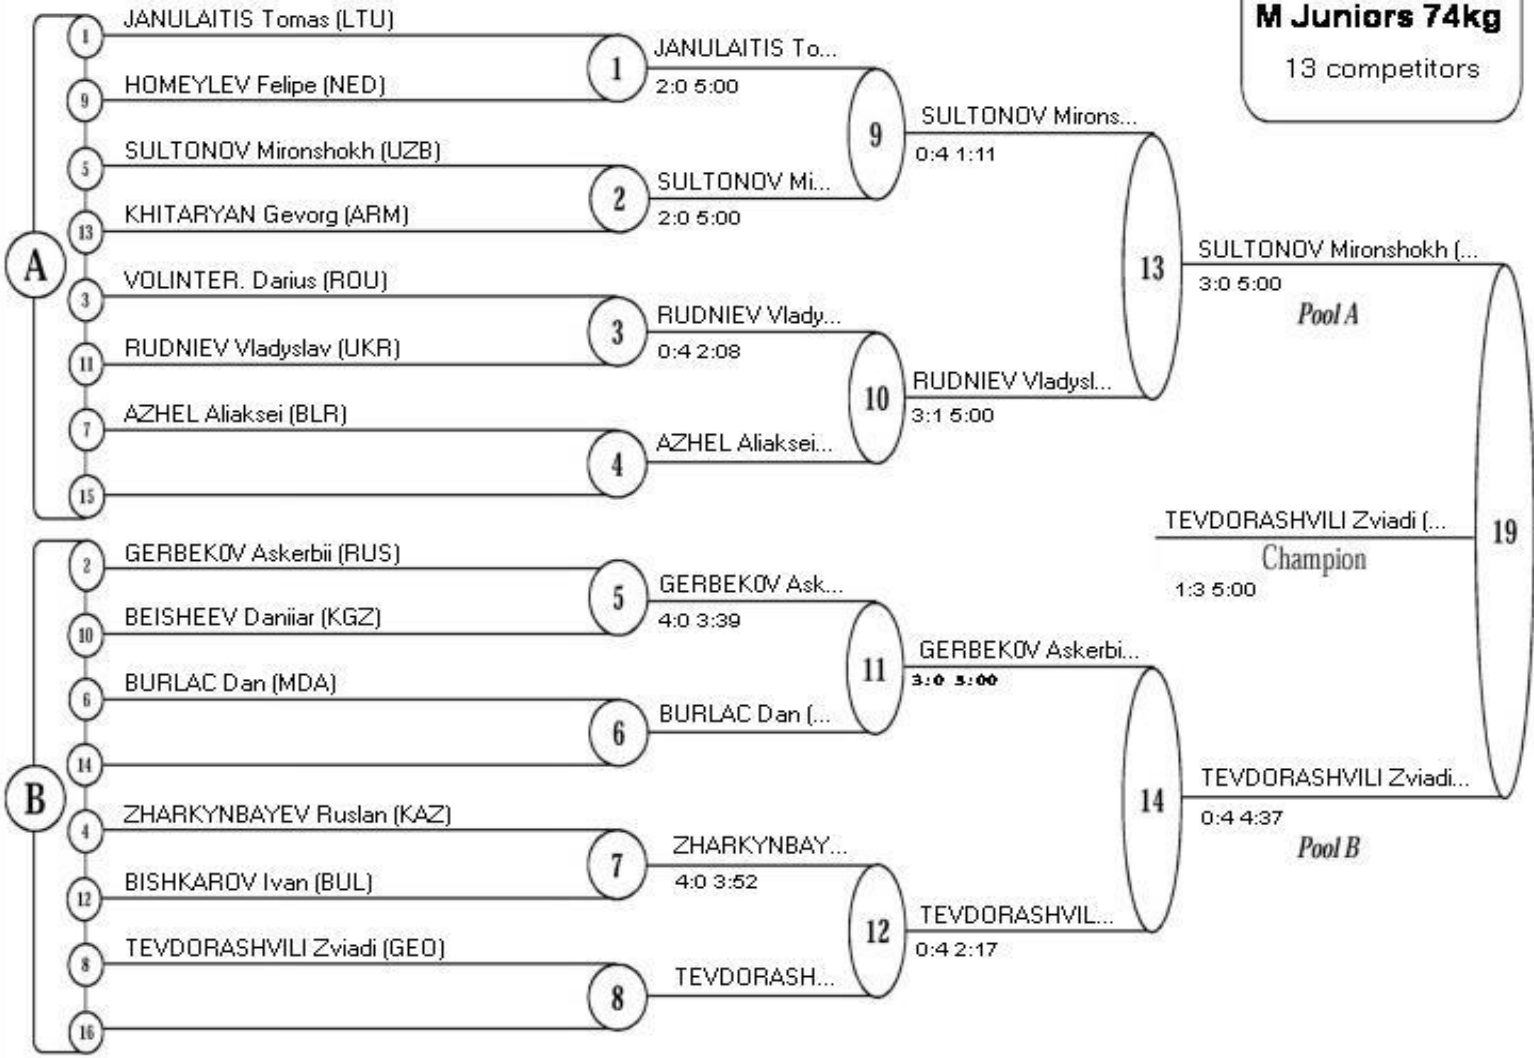 M Juniors 74kg
13 competitors
A
1
JANULAITIS Tomas (LTU)
9
HOMEYLEV Felipe (NED)
5
SULTONOV Mironshokh (UZB)
13
KHITARYAN Gevorg (ARM)
3
VOLINTER. Darius (ROU)
11
RUDNIEV Vladyslav (UKR)
7
AZHEL Aliaksei (BLR)
15
B
2
GERBEKOV Askerbii (RUS)
10
BEISHEEV Daniiar (KGZ)
6
BURLAC Dan (MDA)
14
4
ZHARKYNBAYEV Ruslan (KAZ)
12
BISHKAROV Ivan (BUL)
8
TEVDORASHVILI Zviadi (GEO)
16
1
JANULAITIS To...
2:0 5:00
2
SULTONOV Mi...
2:0 5:00
3
RUDNIEV Vlady...
0:4 2:08
4
AZHEL Aliaksei...
5
GERBEKOV Ask...
4:0 3:39
6
BURLAC Dan (...
7
ZHARKYNBAY...
4:0 3:52
8
TEVDORASH...
9
SULTONOV Mirons...
0:4 1:11
10
RUDNIEV Vladysl...
3:1 5:00
11
GERBEKOV Askerbi...
3:0 5:00
12
TEVDORASHVIL...
0:4 2:17
13
SULTONOV Mironshokh (...
3:0 5:00
Pool A
14
TEVDORASHVILI Zviadi...
0:4 4:37
Pool B
19
TEVDORASHVILI Zviadi (...
Champion
1:3 5:00